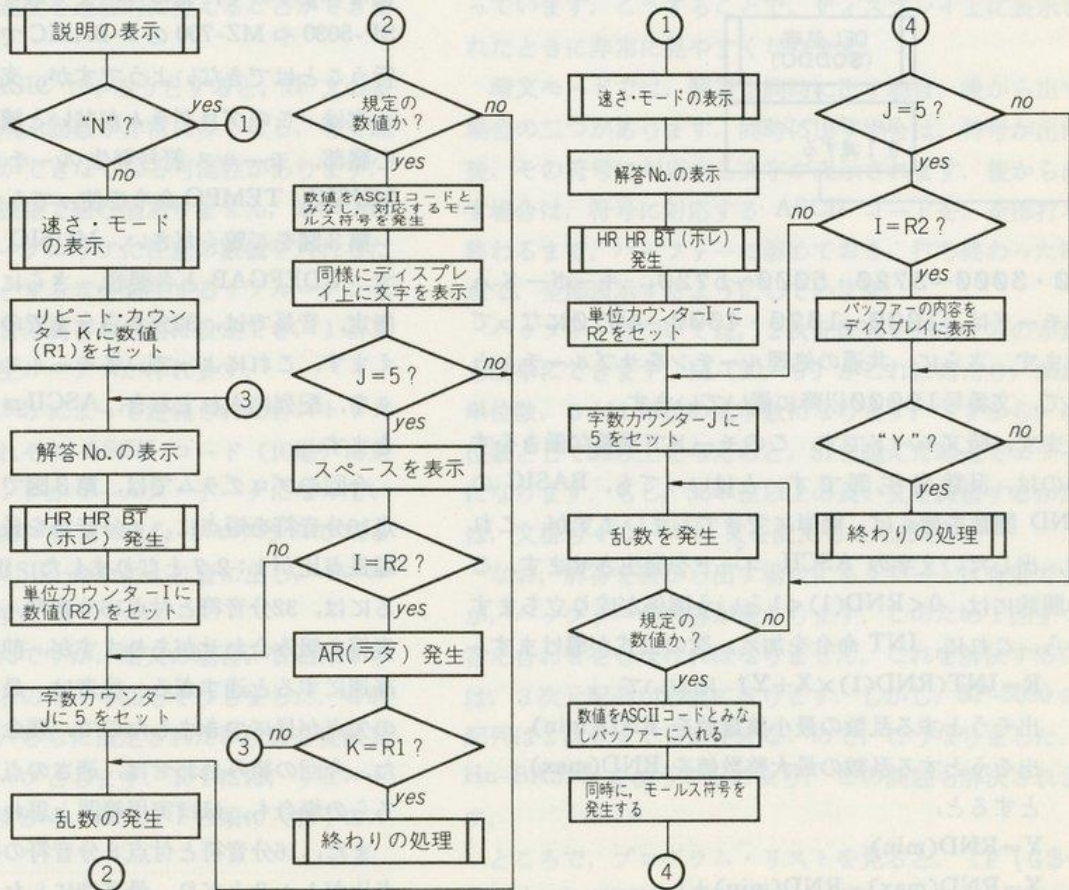 説明の表示
“N”
yes
1
no
速さ・モード
の表示
リピート・カウン
ターKに数値
(R1)をセット
3
解答No.の表示
HR HR BT
(ホレ) 発生
単位カウンターIに
数値(R2)をセット
字数カウンター
Jに5をセット
乱数の発生
2
2
規定の
数値か？
no
yes
数値をASCIIコードと
みなして対応するモー
ルス符号を発生
同様にディスプレ
イ上に文字を表示
J=5？
no
yes
スペースを表示
no
I=R2？
yes
AR(ラタ) 発生
3
no
K=R1？
yes
終わりの処理
1
速さ・モードの表示
解答No.の表示
HR HR BT (ホレ)
発生
単位カウンターIに
R2をセット
字数カウンターJに
5をセット
乱数を発生
規定の
数値か？
no
yes
数値をASCIIコードとみな
しバッファーに入れる
同時に、モールス符号を
発生する
4
4
J=5？
no
yes
no
I=R2？
yes
バッファーの内容を
ディスプレイに表示
“Y”？
no
yes
終わりの処理